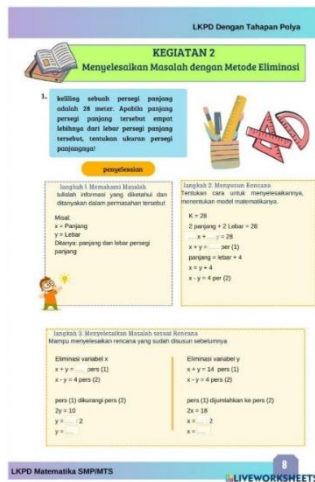 LKPD Dengan Tahapan Polya
KEGIATAN 2
Menyelesaikan Masalah dengan Metode Eliminasi
1.
keliling sebuah persegi panjang
adalah 28 meter. Apabila panjang
persegi panjang tersebut empat
lebihnya dari lebar persegi panjang
tersebut, tentukan ukuran persegi
panjangnya!
penyelesaian
langkah 1. Memahami Masalah
tulislah informasi yang diketahui dan
ditanyakan dalam permasahan tersebut
Misal:
x = Panjang
y = Lebar
Ditanya: panjang dan lebar persegi
panjang
langkah 2. Menyusun Rencana
Tentukan cara untuk menyelesaikannya,
menentukan model matematikanya.
K = 28
2 panjang + 2 Lebar = 28
.... x + .... y = 28
x + y = ..... per (1)
panjang = lebar + 4
x = y + 4
x - y = 4 per (2)
langkah 3. Menyelesaikan Masalah sesuai Rencana
Mampu menyelesaikan rencana yang sudah disusun sebelumnya
Eliminasi variabel x
x + y = ..... pers (1)
x - y = 4 pers (2)
pers (1) dikurangi pers (2)
2y = 10
y = ..... : 2
y = .....
Eliminasi variabel y
x + y = 14 pers (1)
x - y = 4 pers (2)
pers (1) dijumlahkan ke pers (2)
2x = 18
x = ..... : 2
x = .....
LKPD Matematika SMP/MTS
8
LIVEWORKSHEETS